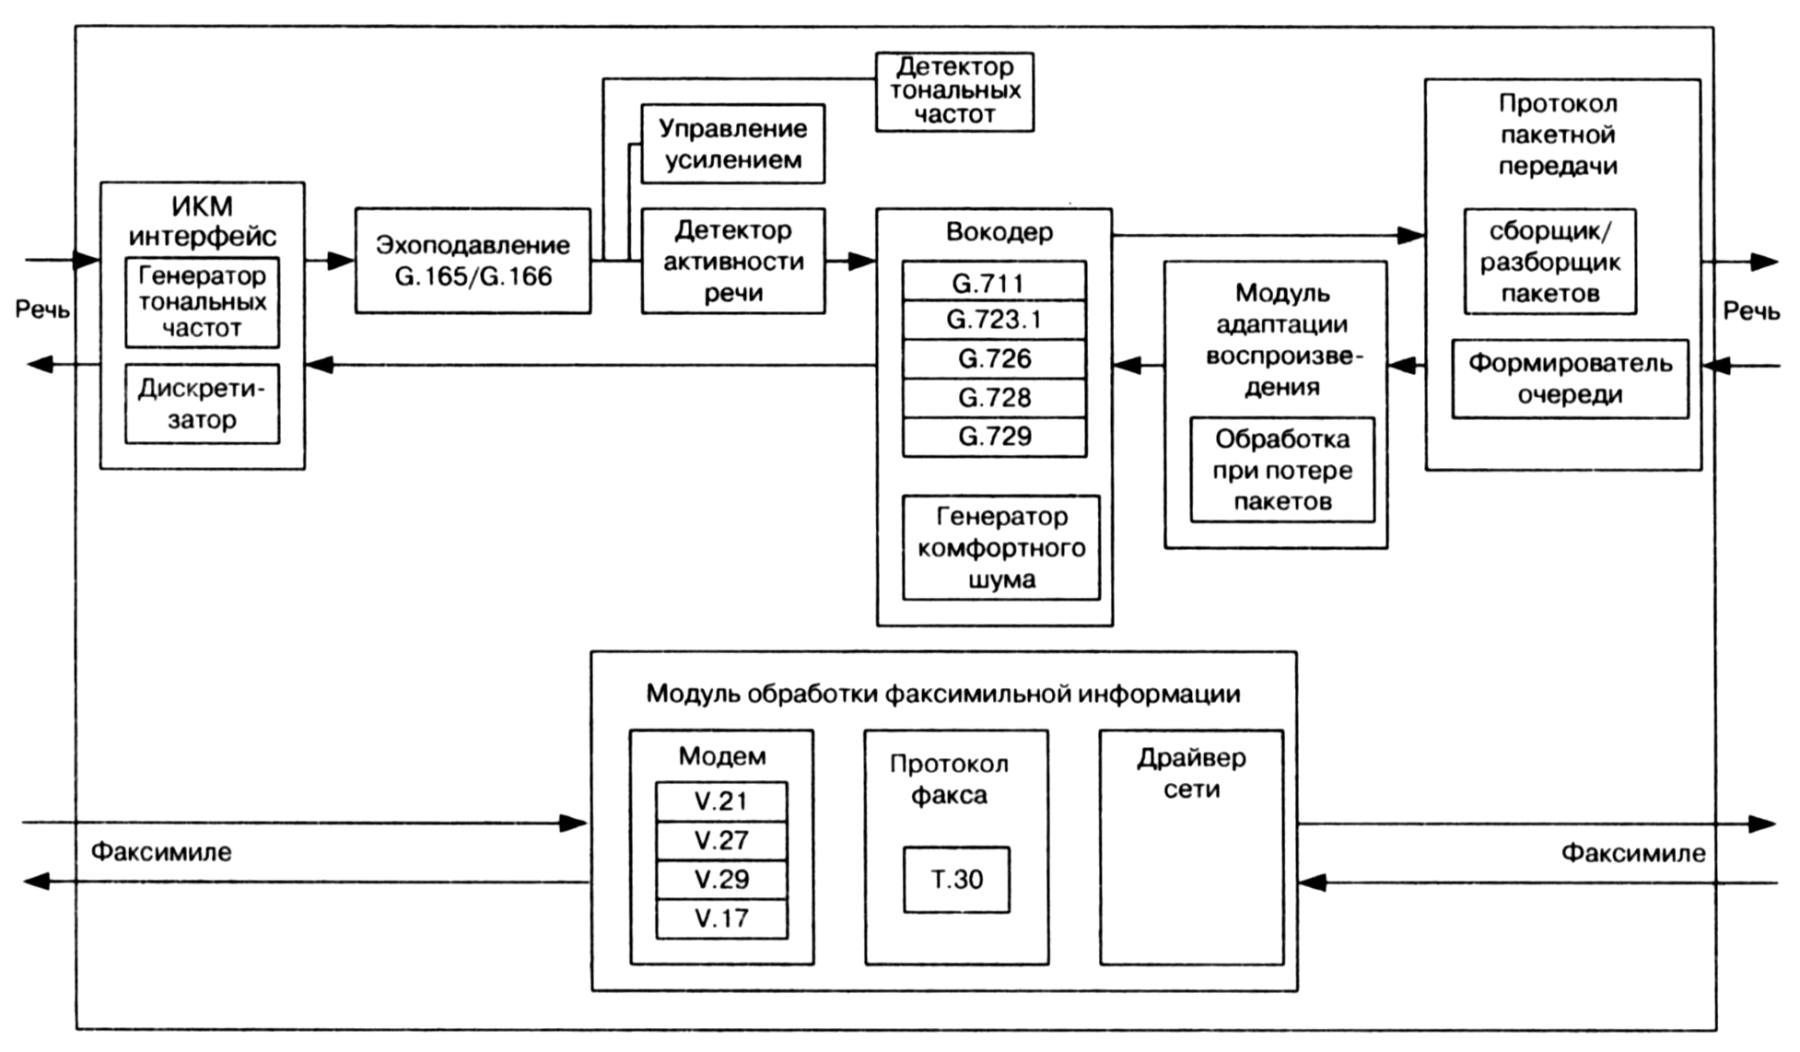 Детектор
тональных
частот
Управление
усилением
Протокол
пакетной
передачи
ИКМ
интерфейс
Генератор
тональных
частот
Дискрети-
затор
Речь
Эхоподавление
G.165/G.166
Детектор
активности
речи
Вокодер
G.711
G.723.1
G.726
G.728
G.729
Генератор
комфортного
шума
Модуль
адаптации
воспроизве-
дения
Обработка
при потере
пакетов
сборщик/
разборщик
пакетов
Формирователь
очереди
Речь
Модуль обработки факсимильной информации
Модем
V.21
V.27
V.29
V.17
Протокол
факса
T.30
Драйвер
сети
Факсимиле
Факсимиле